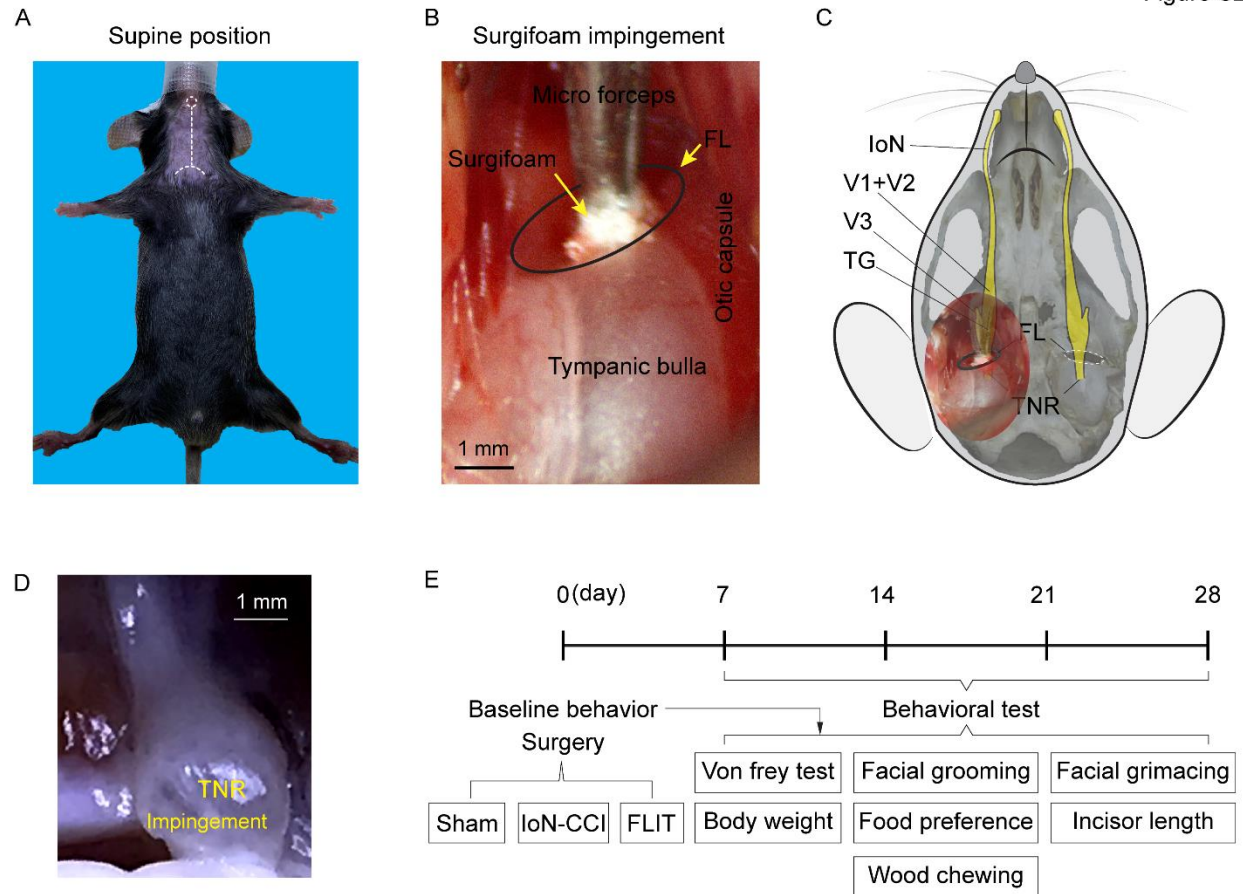 A
Supine position
B
Surgifoam impingement
Micro forceps
FL
Surgifoam
Otic capsule
Tympanic bulla
1 mm
C
IoN
V1+V2
V3
TG
FL
TNR
D
1 mm
TNR
Impingement
E
0(day) 7 14 21 28
Baseline behavior
Behavioral test
Surgery
Von frey test Facial grooming Facial grimacing
Sham IoN-CCI FLIT Body weight Food preference Incisor length
Wood chewing